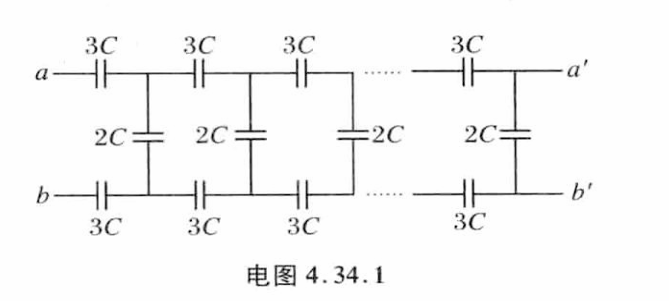 3C 3C 3C 3C
a a′
2C 2C 2C 2C
b b′
3C 3C 3C 3C
电图 4.34.1